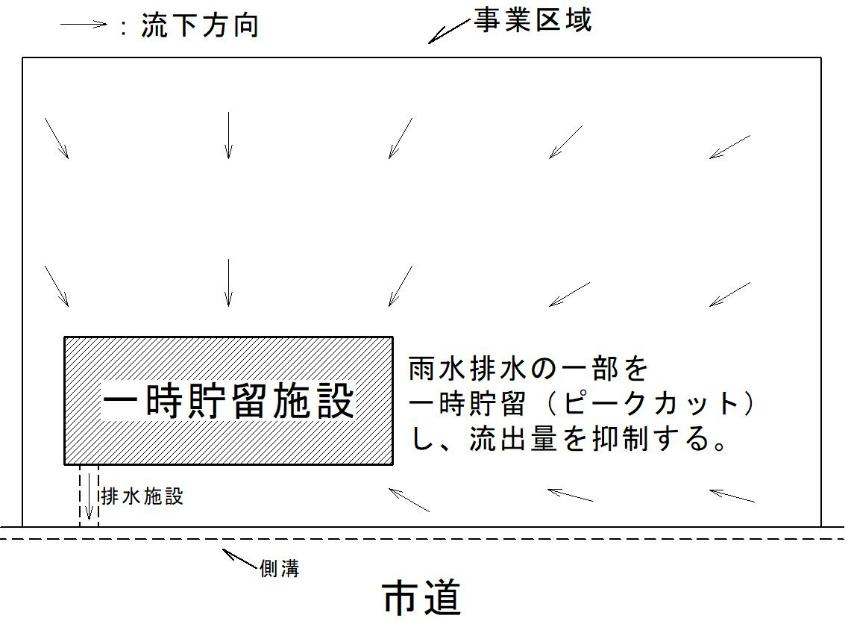 ：流下方向
事業区域
一時貯留施設
雨水排水の一部を
一時貯留（ピークカット）
し、流出量を抑制する。
排水施設
側溝
市道